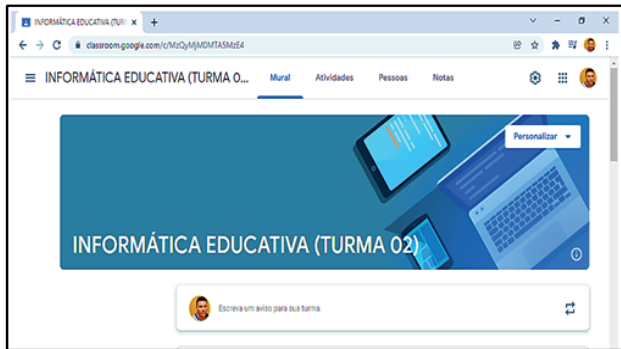 INFORMÁTICA EDUCATIVA (TUR
classroom.google.com/c/MzQyMjM0MTA5MzE4
INFORMÁTICA EDUCATIVA (TURMA 0... Mural Atividades Pessoas Notas
Personalizar
INFORMÁTICA EDUCATIVA (TURMA 02)
Escreva um aviso para sua turma